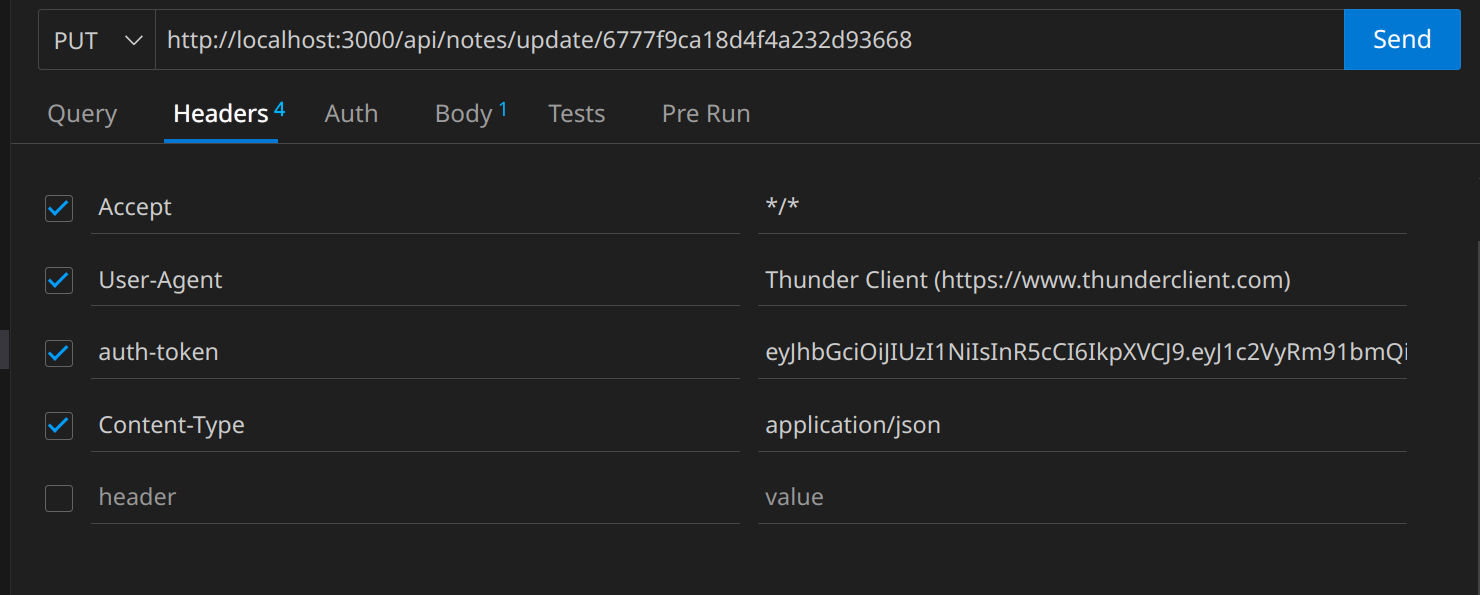 PUT http://localhost:3000/api/notes/update/6777f9ca18d4f4a232d93668 Send
Query Headers 4 Auth Body 1 Tests Pre Run
Accept */*
User-Agent Thunder Client (https://www.thunderclient.com)
auth-token eyJhbGciOiJIUzI1NiIsInR5cCI6IkpXVCJ9.eyJ1c2VyRm91bmQi
Content-Type application/json
header value